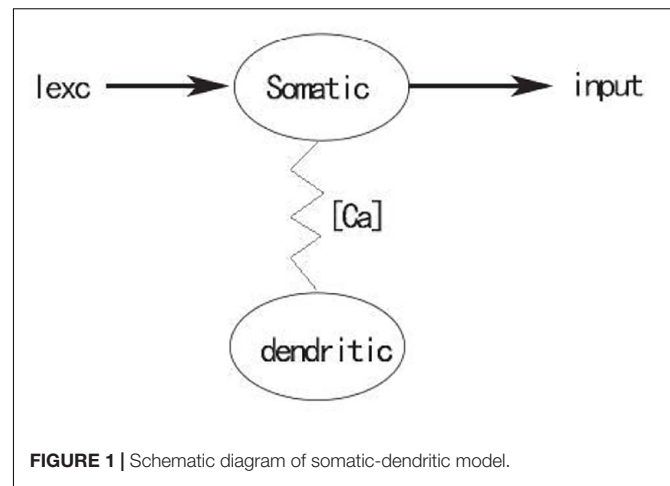 Iexc
Somatic
input
[Ca]
dendritic
FIGURE 1 | Schematic diagram of somatic-dendritic model.